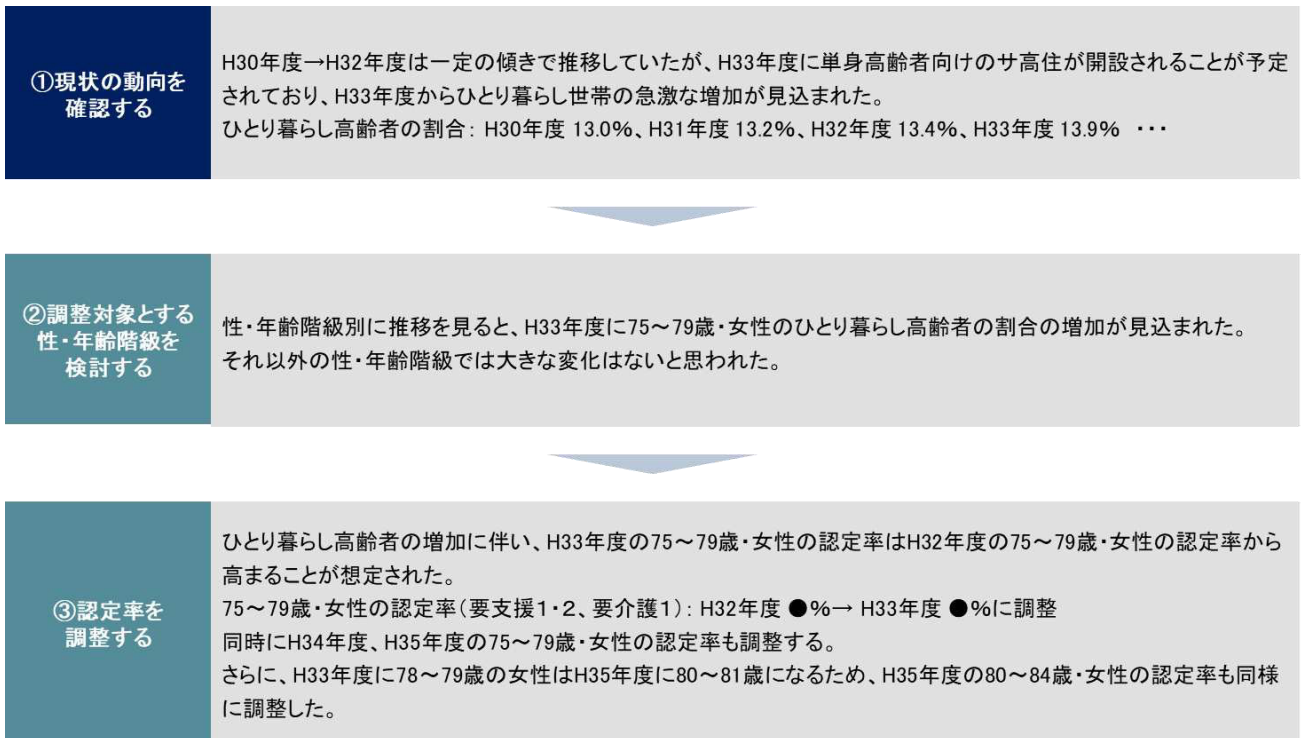 ①現状の動向を
確認する
H30年度→H32年度は一定の傾きで推移していたが、H33年度に単身高齢者向けのサ高住が開設されることが予定
されており、H33年度からひとり暮らし世帯の急激な増加が見込まれた。
ひとり暮らし高齢者の割合： H30年度 13.0％、H31年度 13.2％、H32年度 13.4％、H33年度 13.9％ ・・・
②調整対象とする
性・年齢階級を
検討する
性・年齢階級別に推移を見ると、H33年度に75～79歳・女性のひとり暮らし高齢者の割合の増加が見込まれた。
それ以外の性・年齢階級では大きな変化はないと思われた。
③認定率を
調整する
ひとり暮らし高齢者の増加に伴い、H33年度の75～79歳・女性の認定率はH32年度の75～79歳・女性の認定率から
高まることが想定された。
75～79歳・女性の認定率（要支援１・２、要介護１）： H32年度 ●％→ H33年度 ●％に調整
同時にH34年度、H35年度の75～79歳・女性の認定率も調整する。
さらに、H33年度に78～79歳の女性はH35年度に80～81歳になるため、H35年度の80～84歳・女性の認定率も同様
に調整した。